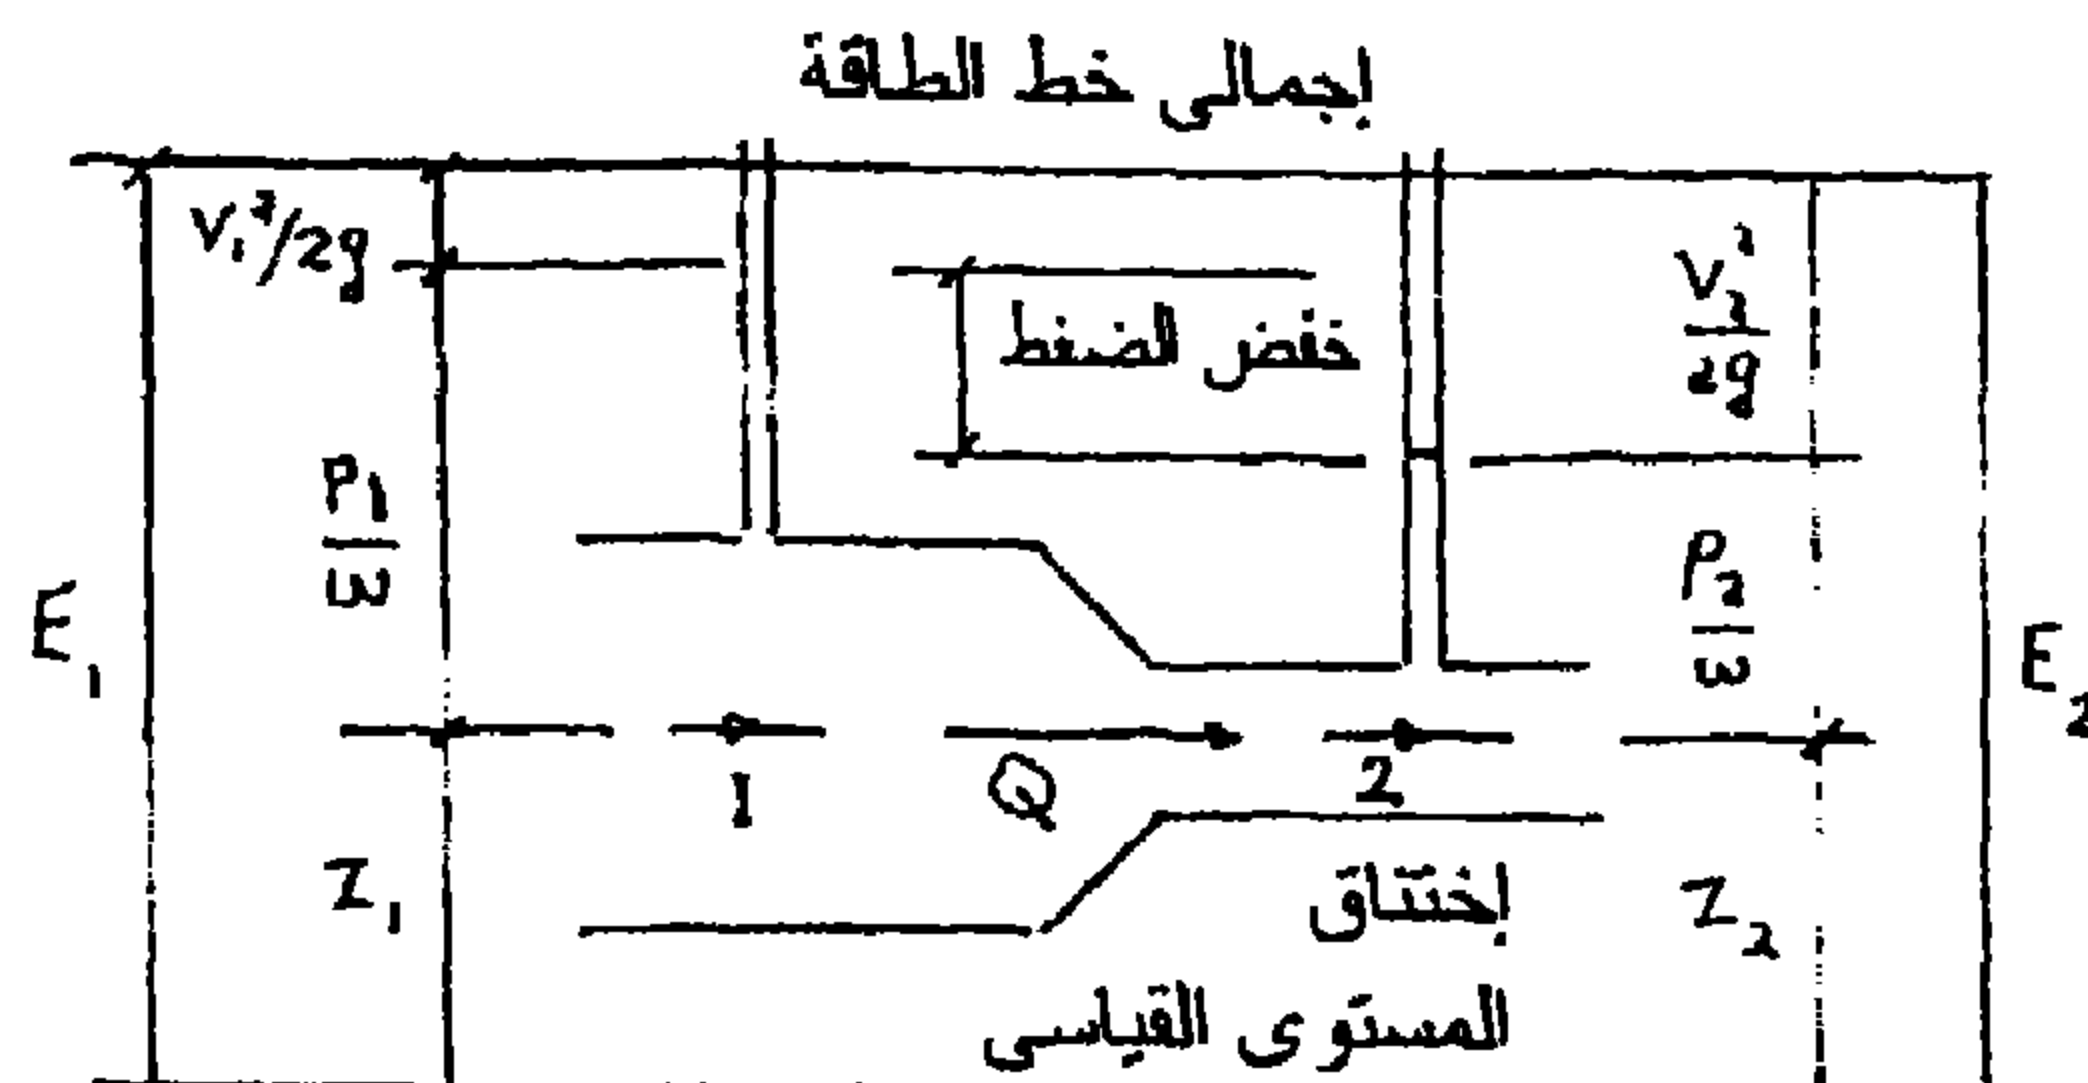 إجمالى خط الطاقة
V₁²/2g
V₂²/2g
خفض الضغط
P₁/ω
P₂/ω
E₁
E₂
1
Q
2
Z₁
إختناق
Z₂
المستوى القياسى